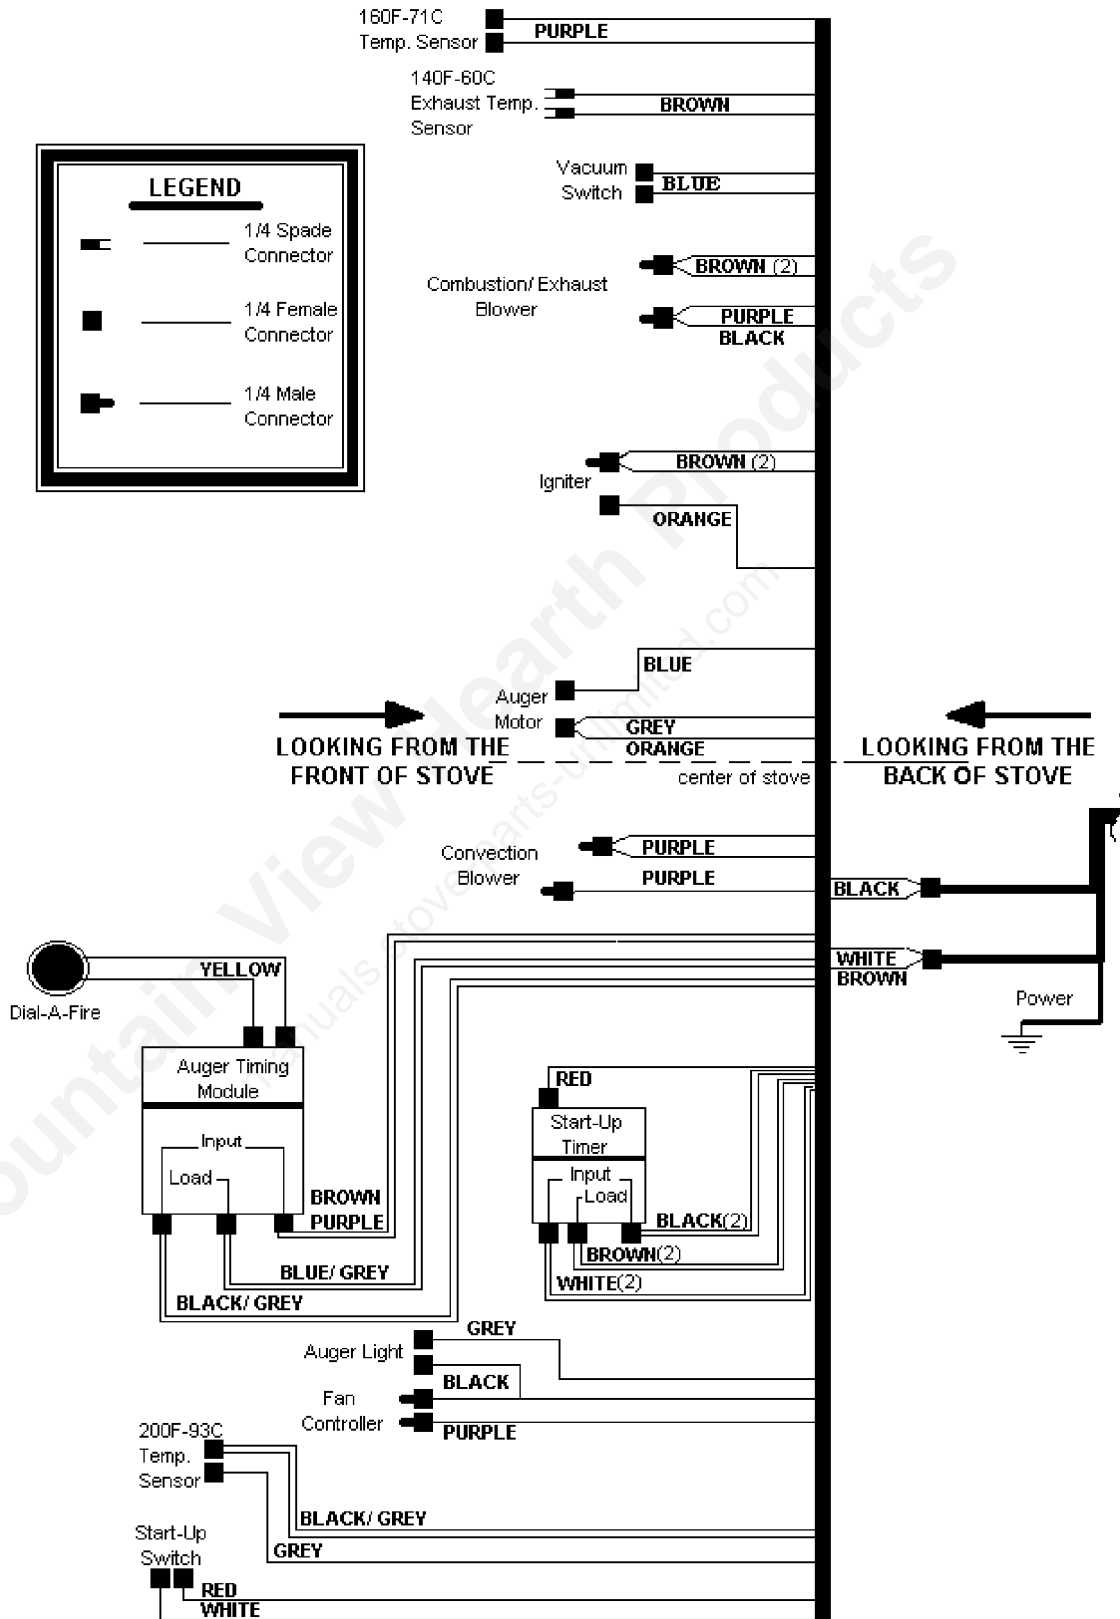 160F-71C
Temp. Sensor
PURPLE
140F-60C
Exhaust Temp.
Sensor
BROWN
Vacuum
Switch
BLUE
LEGEND
1/4 Spade
Connector
1/4 Female
Connector
1/4 Male
Connector
Combustion/ Exhaust
Blower
BROWN (2)
PURPLE
BLACK
Igniter
BROWN (2)
ORANGE
Auger
Motor
BLUE
GREY
ORANGE
LOOKING FROM THE
FRONT OF STOVE
center of stove
LOOKING FROM THE
BACK OF STOVE
Convection
Blower
PURPLE
PURPLE
BLACK
WHITE
BROWN
Power
YELLOW
Dial-A-Fire
Auger Timing
Module
Input
Load
BROWN
PURPLE
BLUE/ GREY
BLACK/ GREY
RED
Start-Up
Timer
Input
Load
BLACK(2)
BROWN(2)
WHITE(2)
Auger Light
GREY
BLACK
Fan
Controller
PURPLE
200F-93C
Temp.
Sensor
BLACK/ GREY
GREY
Start-Up
Switch
RED
WHITE
ountain View Hearth Products
manuals.stoveparts-unlimited.com